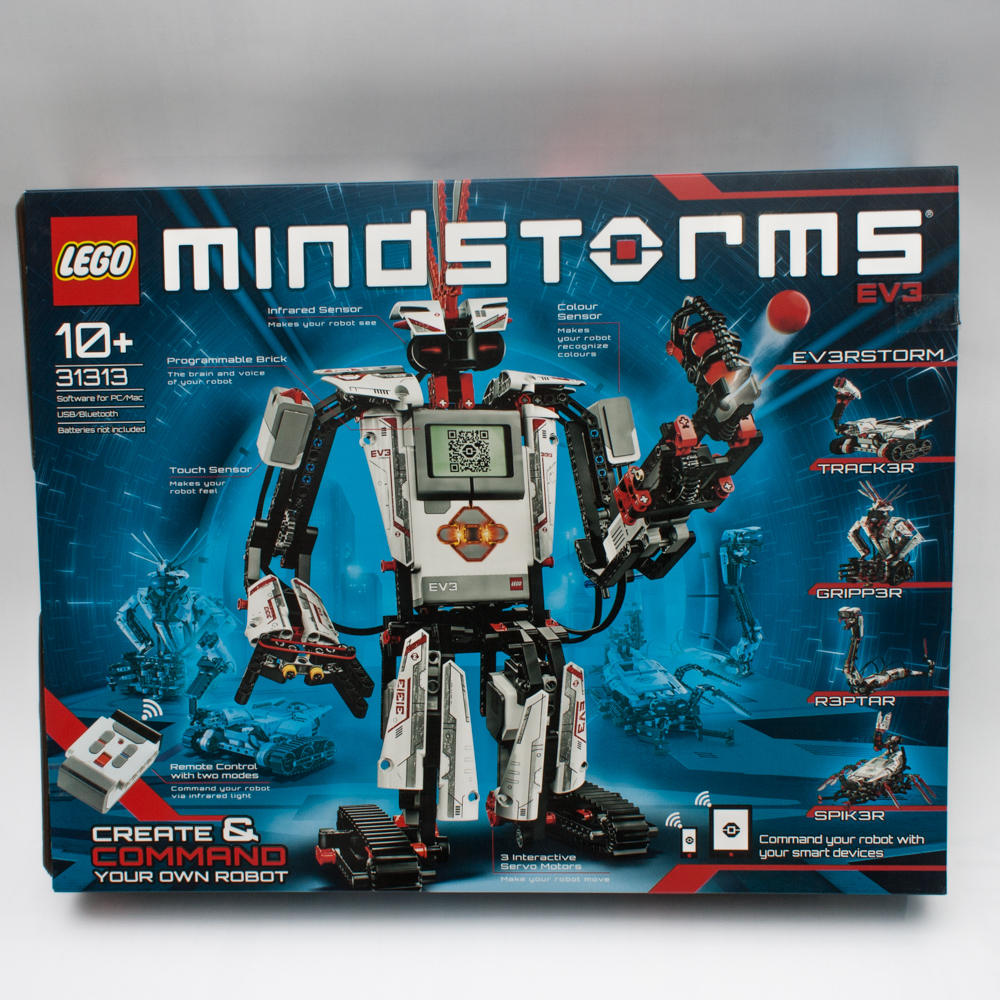 LEGO
mindstorms®
EV3
10+
31313
Software for PC/Mac
USB/Bluetooth
Batteries not included
Infrared Sensor
Makes your robot see
Colour
Sensor
Makes
your robot
recognize
colours
Programmable Brick
The brain and voice
of your robot
Touch Sensor
Makes your
robot feel
EV3
EV3
LEGO
31313
EV3
EV3RSTORM
TRACK3R
GRIPP3R
R3PTAR
SPIK3R
Remote Control
with two modes
Command your robot
via infrared light
CREATE &
COMMAND
YOUR OWN ROBOT
3 Interactive
Servo Motors
Make your robot move
Command your robot with
your smart devices